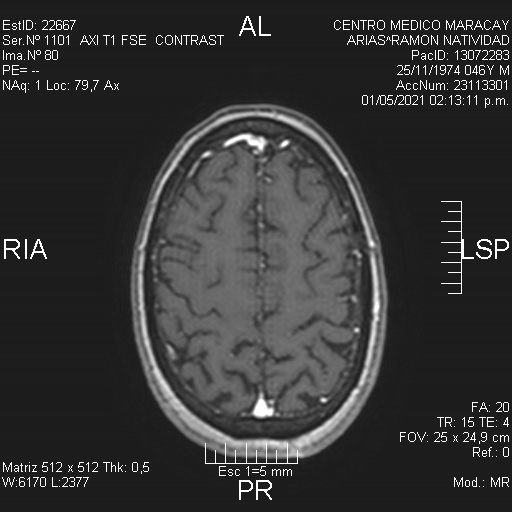 EstID: 22667
Ser.Nº 1101 AXI T1 FSE CONTRAST
Ima.Nº 80
PE= --
NAq: 1 Loc: 79,7 Ax
AL
CENTRO MEDICO MARACAY
ARIAS^RAMON NATIVIDAD
PacID: 13072283
25/11/1974 046Y M
AccNum: 23113301
01/05/2021 02:13:11 p.m.
RIA
LSP
FA: 20
TR: 15 TE: 4
FOV: 25 x 24,9 cm
Ref.: 0
Matriz 512 x 512 Thk: 0,5
W:6170 L:2377
Esc 1=5 mm
PR
Mod.: MR